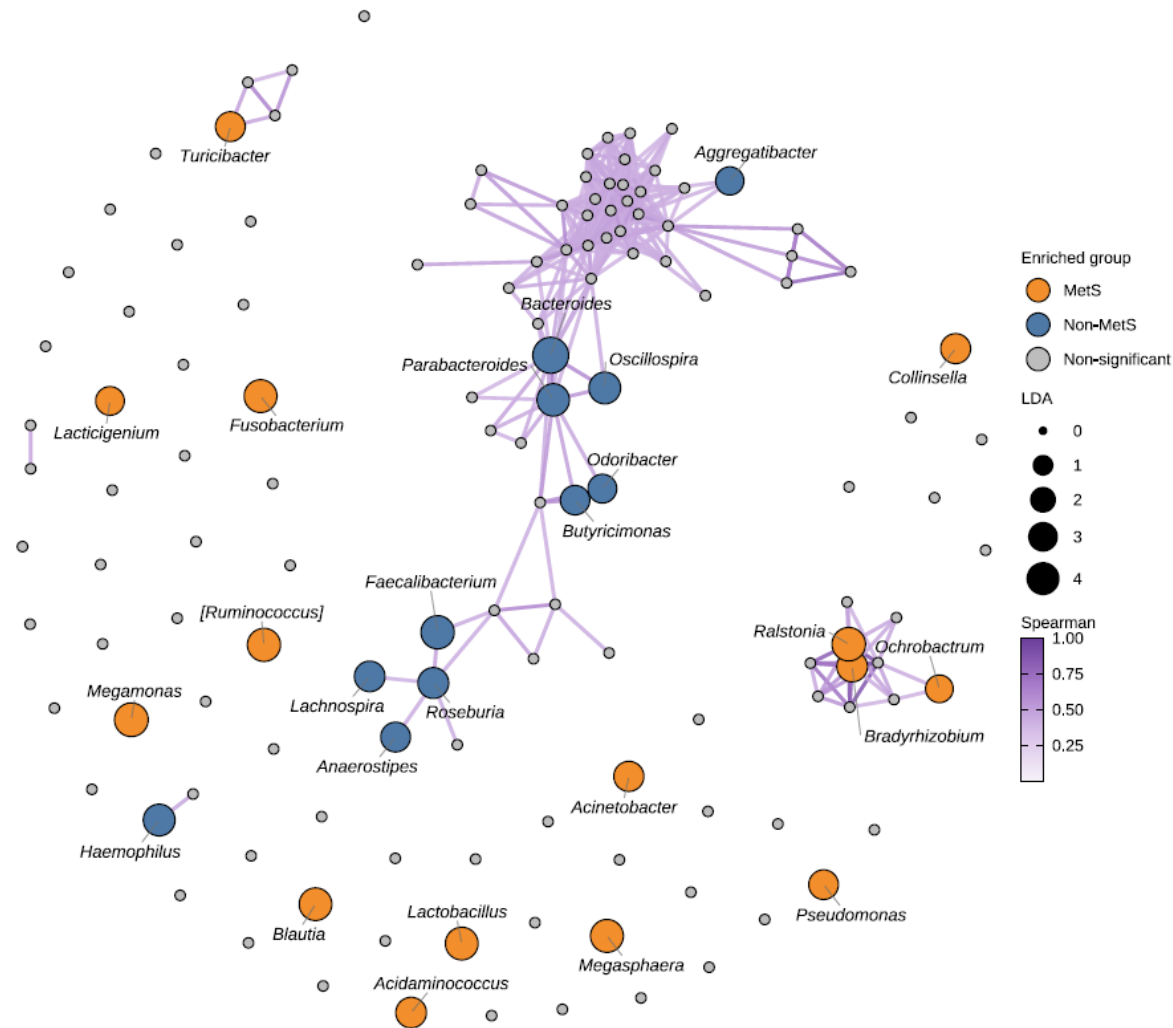 Turicibacter
Aggregatibacter
Enriched group
MetS
Non-MetS
Non-significant
Bacteroides
Parabacteroides
Oscillospira
Collinsella
LDA
0
1
2
3
4
Lacticigenium
Fusobacterium
Odoribacter
Butyricimonas
Faecalibacterium
[Ruminococcus]
Ralstonia
Ochrobactrum
Spearman
1.00
0.75
0.50
0.25
Megamonas
Lachnospira
Roseburia
Bradyrhizobium
Anaerostipes
Acinetobacter
Haemophilus
Lactobacillus
Pseudomonas
Blautia
Megasphaera
Acidaminococcus